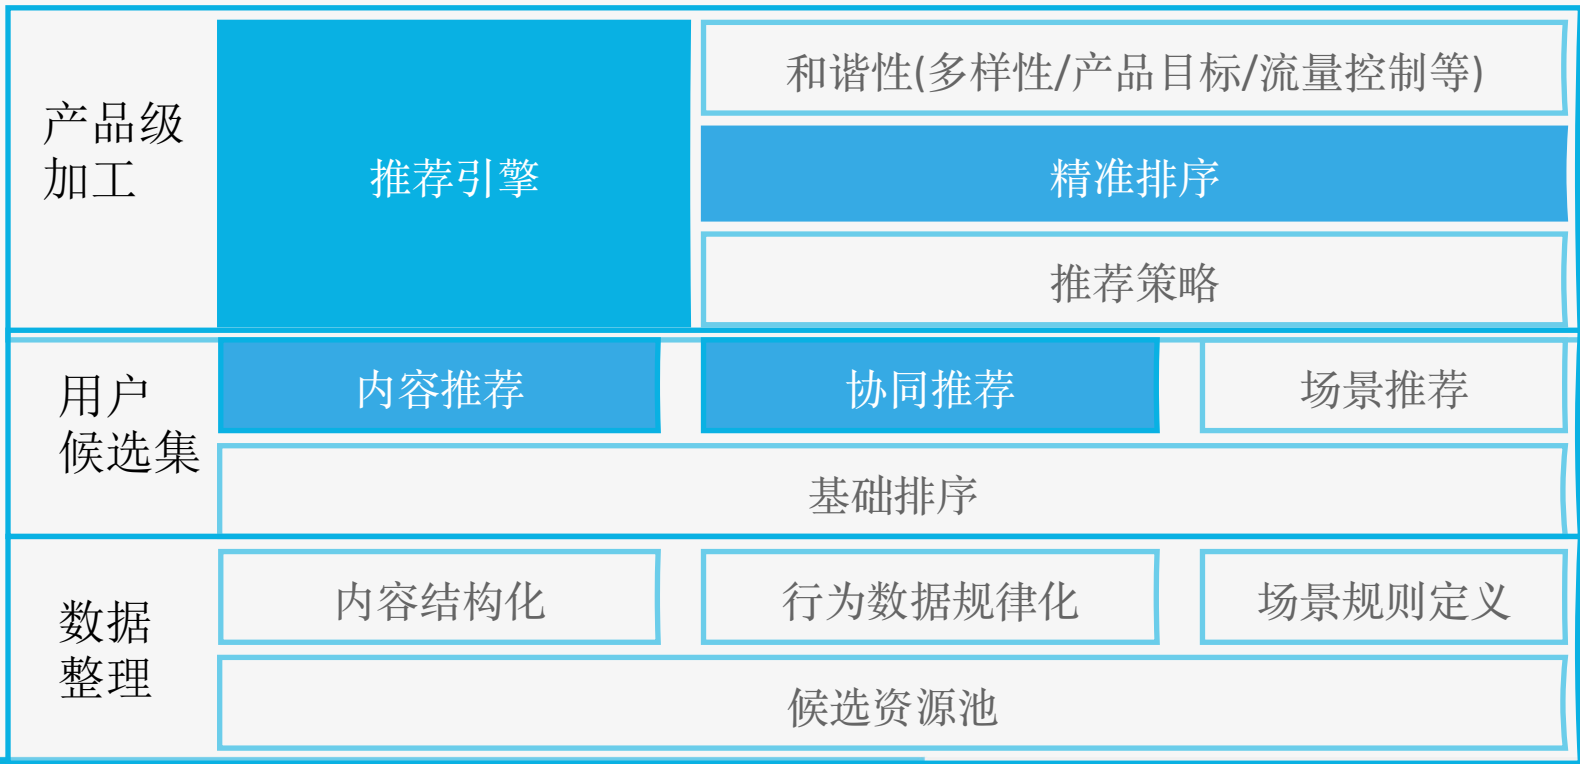 产品级
加工
推荐引擎
和谐性(多样性/产品目标/流量控制等)
精准排序
推荐策略
用户
候选集
内容推荐
协同推荐
场景推荐
基础排序
数据
整理
内容结构化
行为数据规律化
场景规则定义
候选资源池